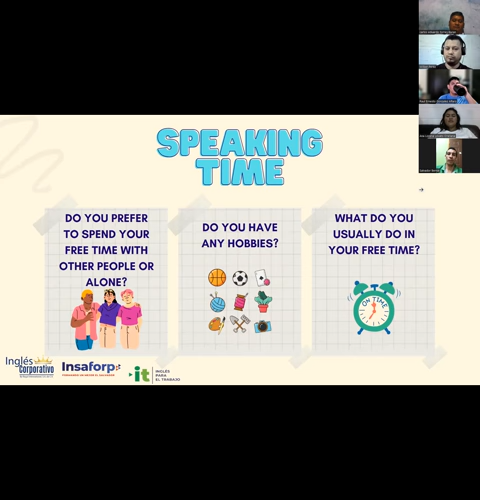 SPEAKING
TIME
DO YOU PREFER
TO SPEND YOUR
FREE TIME WITH
OTHER PEOPLE OR
ALONE?
DO YOU HAVE
ANY HOBBIES?
WHAT DO YOU
USUALLY DO IN
YOUR FREE TIME?
ON TIME
Inglés
Corporativo
Insaforp
it
INGLÉS
PARA
EL TRABAJO